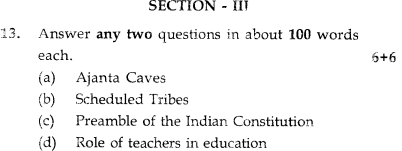 SECTION - III
13. Answer any two questions in about 100 words
each. 6+6
(a) Ajanta Caves
(b) Scheduled Tribes
(c) Preamble of the Indian Constitution
(d) Role of teachers in education